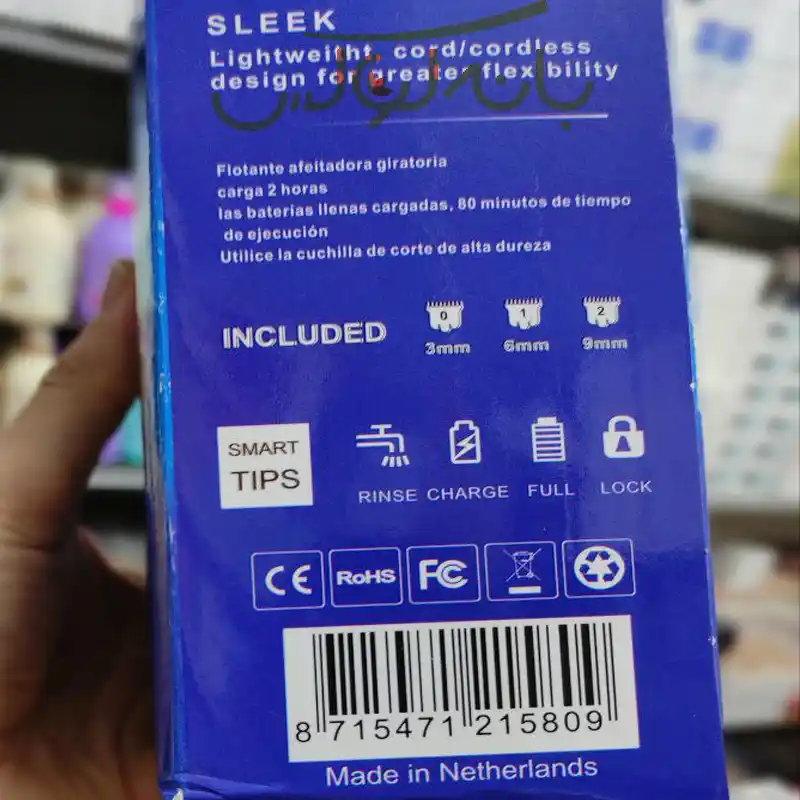 SLEEK
Lightweitht, cord/cordless
design for greater flex bility
بانه لوتادین
Flotante afeitadora giratoria
carga 2 horas
las baterias llenas cargadas, 80 minutos de tiempo
de ejecución
Utilice la cuchilla de corte de alta dureza
INCLUDED
0 1 2
3mm 6mm 9mm
SMART
TIPS
RINSE CHARGE FULL LOCK
CE RoHS FC
8 715471 215809
Made in Netherlands